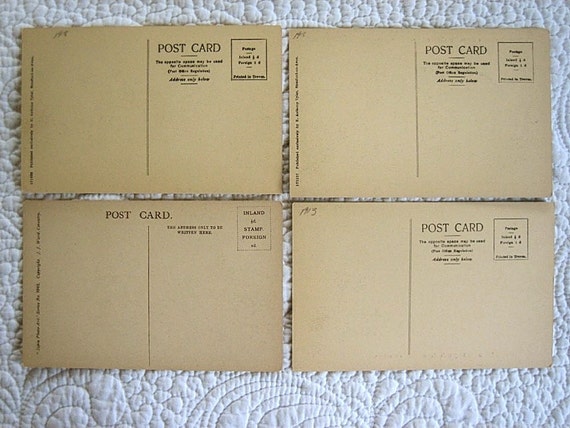 POST CARD
The opposite space may be used
for Communication
(Post Office Regulation)
Address only below
Postage
Inland ½ d
Foreign 1 d
Printed in Treves.
POST CARD
The opposite space may be used
for Communication
(Post Office Regulation)
Address only below
Postage
Inland ½ d
Foreign 1 d
Printed in Treves.
POST CARD.
THE ADDRESS ONLY TO BE
WRITTEN HERE.
INLAND
½d.
STAMP.
FOREIGN
1d.
1913
POST CARD
The opposite space may be used
for Communication
(Post Office Regulation)
Address only below
Postage
Inland ½ d
Foreign 1 d
Printed in Treves.